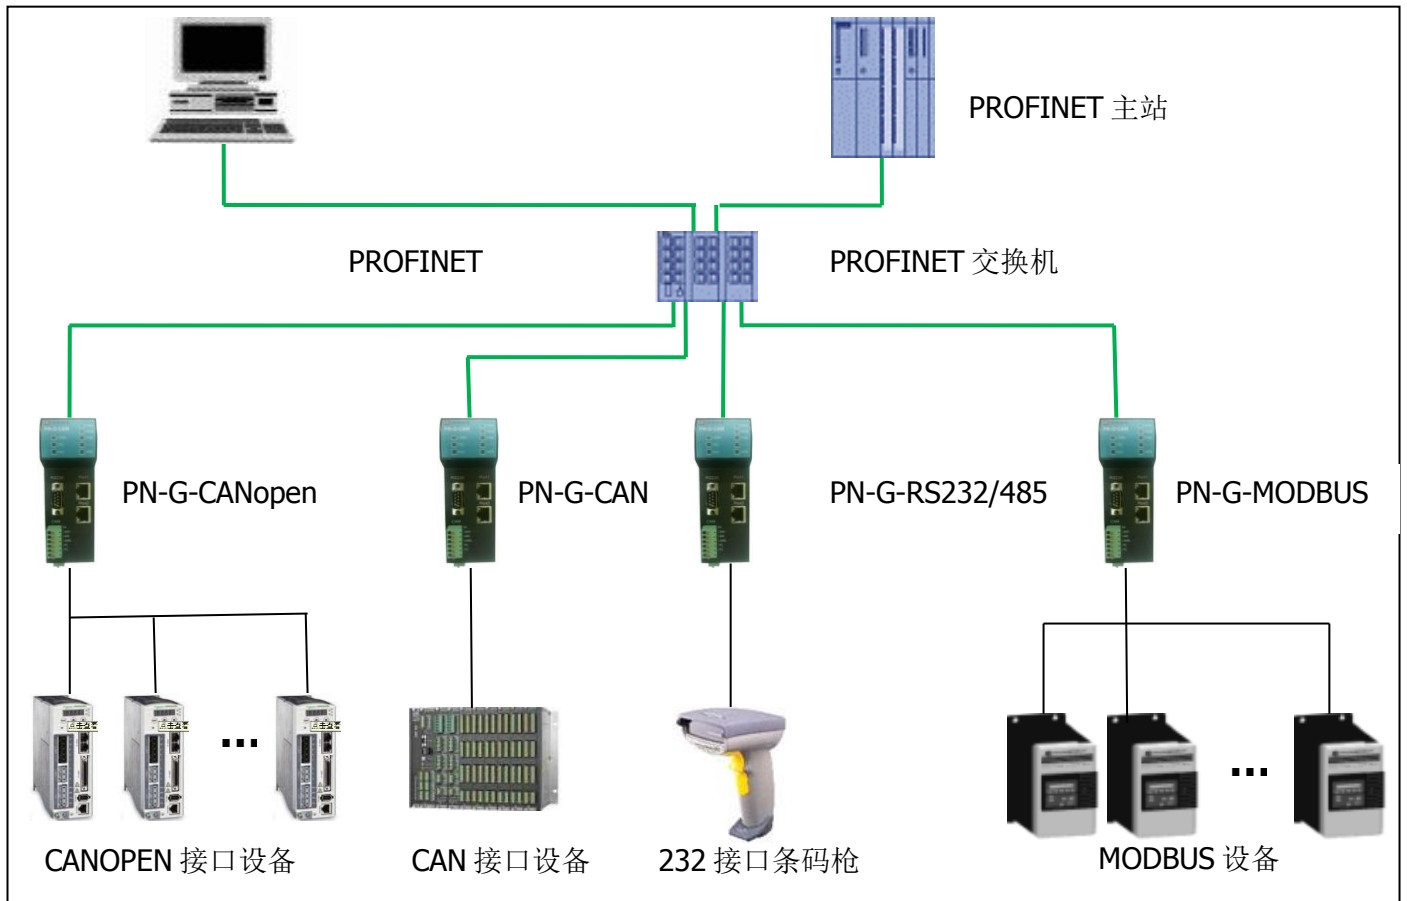 PROFINET 主站
PROFINET
PROFINET 交换机
PN-G-CANopen
PN-G-CAN
PN-G-RS232/485
PN-G-MODBUS
CANOPEN 接口设备
CAN 接口设备
232 接口条码枪
MODBUS 设备